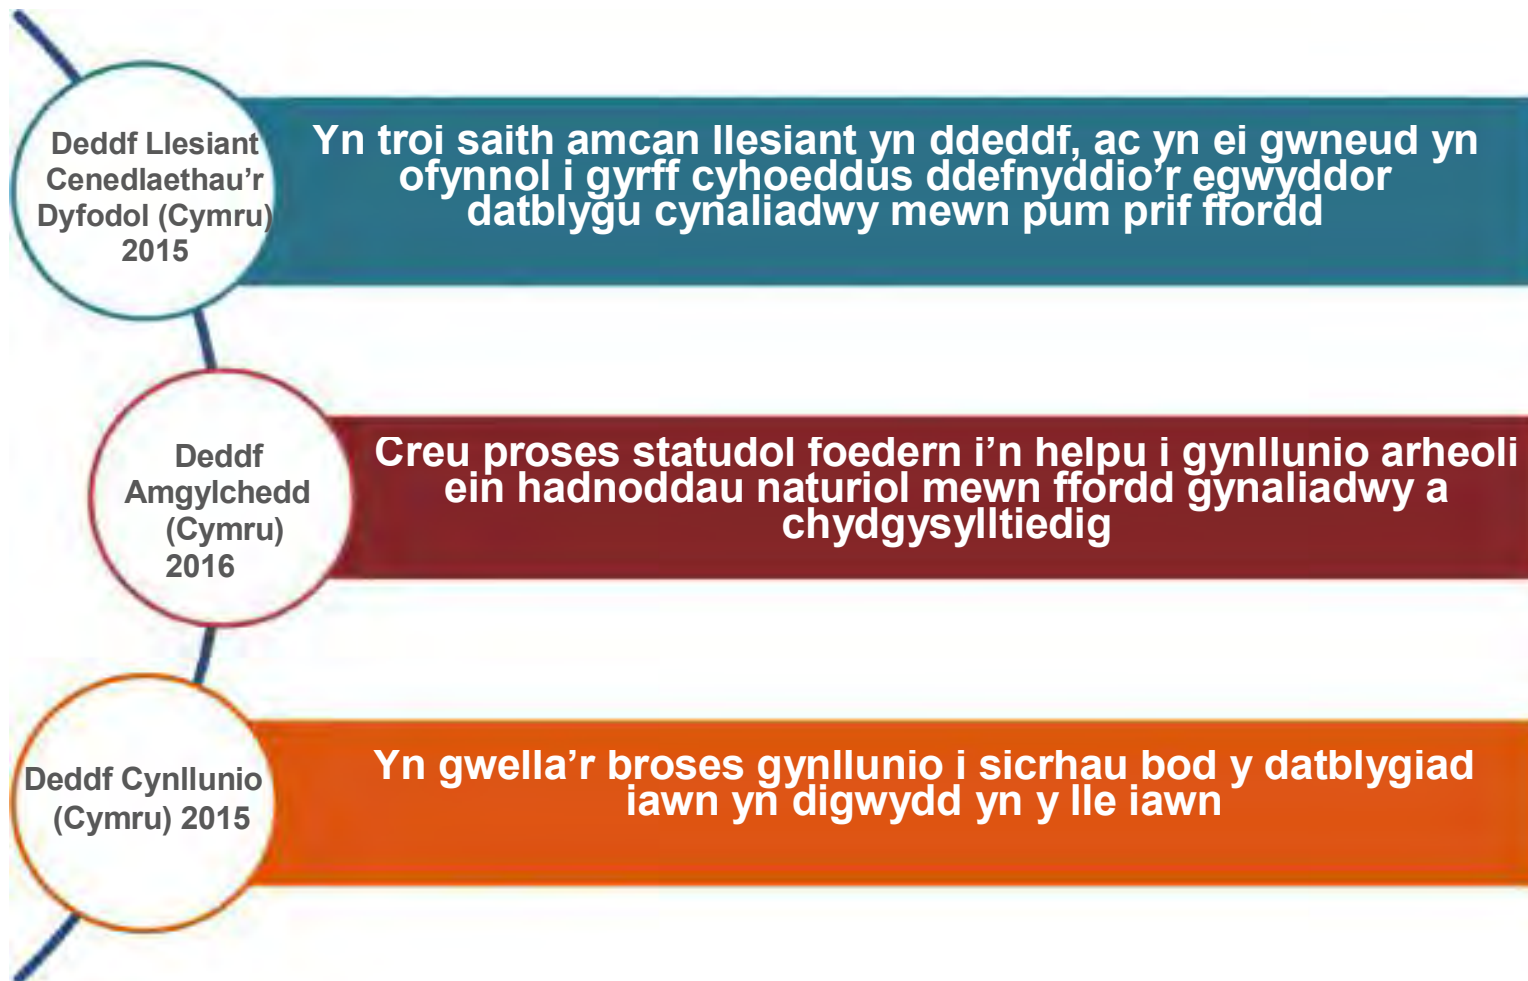 Deddf Llesiant
Cenedlaethau'r
Dyfodol (Cymru)
2015
Yn troi saith amcan llesiant yn ddeddf, ac yn ei gwneud yn
ofynnol i gyrff cyhoeddus ddefnyddio’r egwyddor
datblygu cynaliadwy mewn pum prif ffordd
Deddf
Amgylchedd
(Cymru)
2016
Creu proses statudol foedern i’n helpu i gynllunio arheoli
ein hadnoddau naturiol mewn ffordd gynaliadwy a
chydgysylltiedig
Deddf Cynllunio
(Cymru) 2015
Yn gwella’r broses gynllunio i sicrhau bod y datblygiad
iawn yn digwydd yn y lle iawn